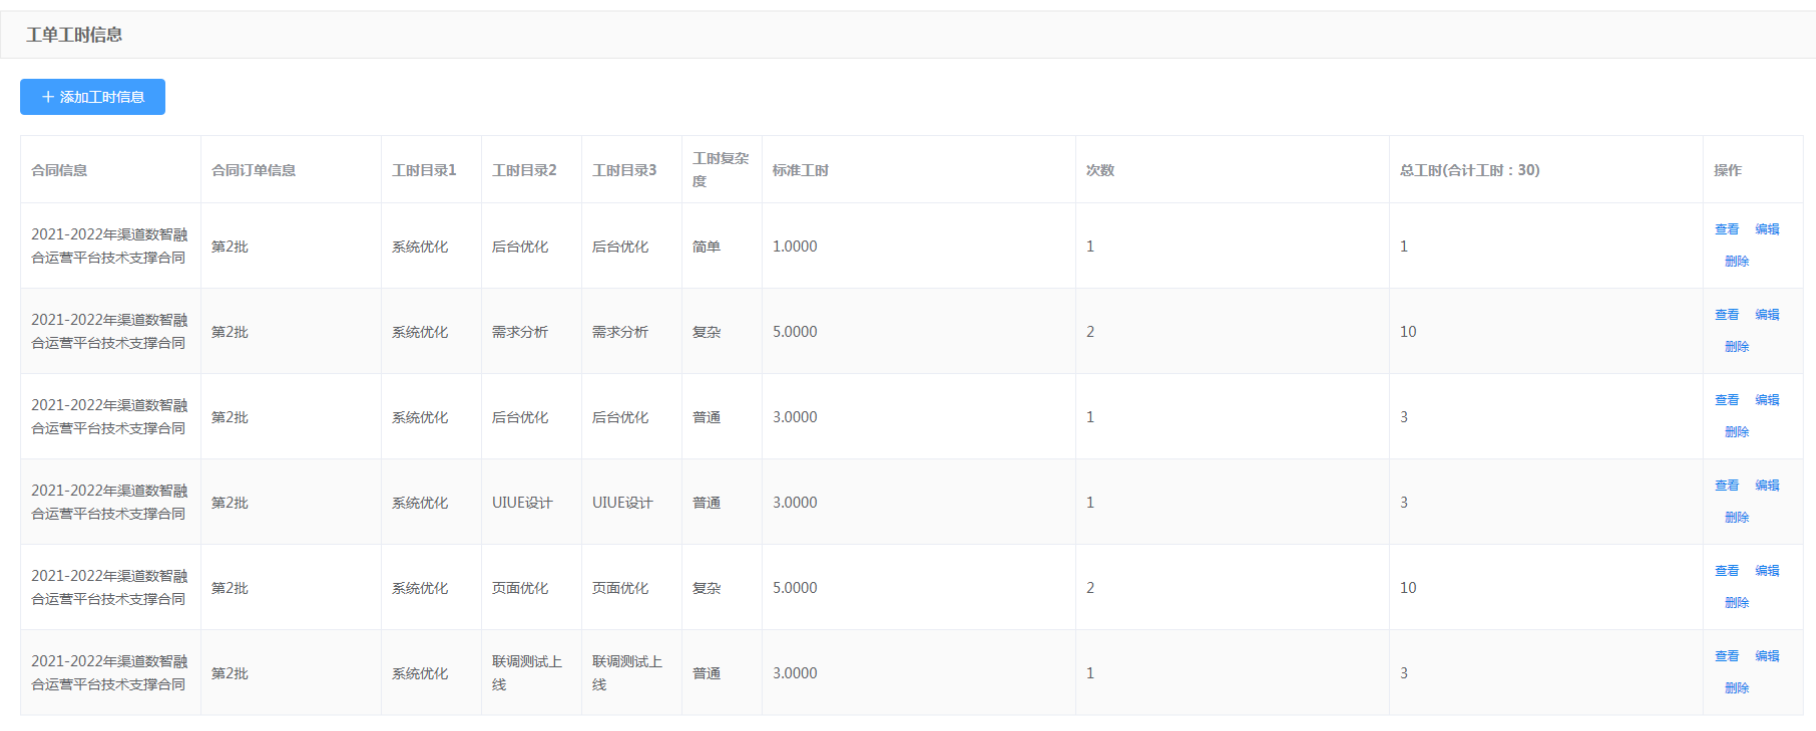 工单工时信息
+ 添加工时信息
合同信息 合同订单信息 工时目录1 工时目录2 工时目录3 工时复杂度 标准工时 次数 总工时(合计工时：30) 操作
2021-2022年渠道数智融合运营平台技术支撑合同 第2批 系统优化 后台优化 后台优化 简单 1.0000 1 1 查看 编辑 删除
2021-2022年渠道数智融合运营平台技术支撑合同 第2批 系统优化 需求分析 需求分析 复杂 5.0000 2 10 查看 编辑 删除
2021-2022年渠道数智融合运营平台技术支撑合同 第2批 系统优化 后台优化 后台优化 普通 3.0000 1 3 查看 编辑 删除
2021-2022年渠道数智融合运营平台技术支撑合同 第2批 系统优化 UIUE设计 UIUE设计 普通 3.0000 1 3 查看 编辑 删除
2021-2022年渠道数智融合运营平台技术支撑合同 第2批 系统优化 页面优化 页面优化 复杂 5.0000 2 10 查看 编辑 删除
2021-2022年渠道数智融合运营平台技术支撑合同 第2批 系统优化 联调测试上线 联调测试上线 普通 3.0000 1 3 查看 编辑 删除